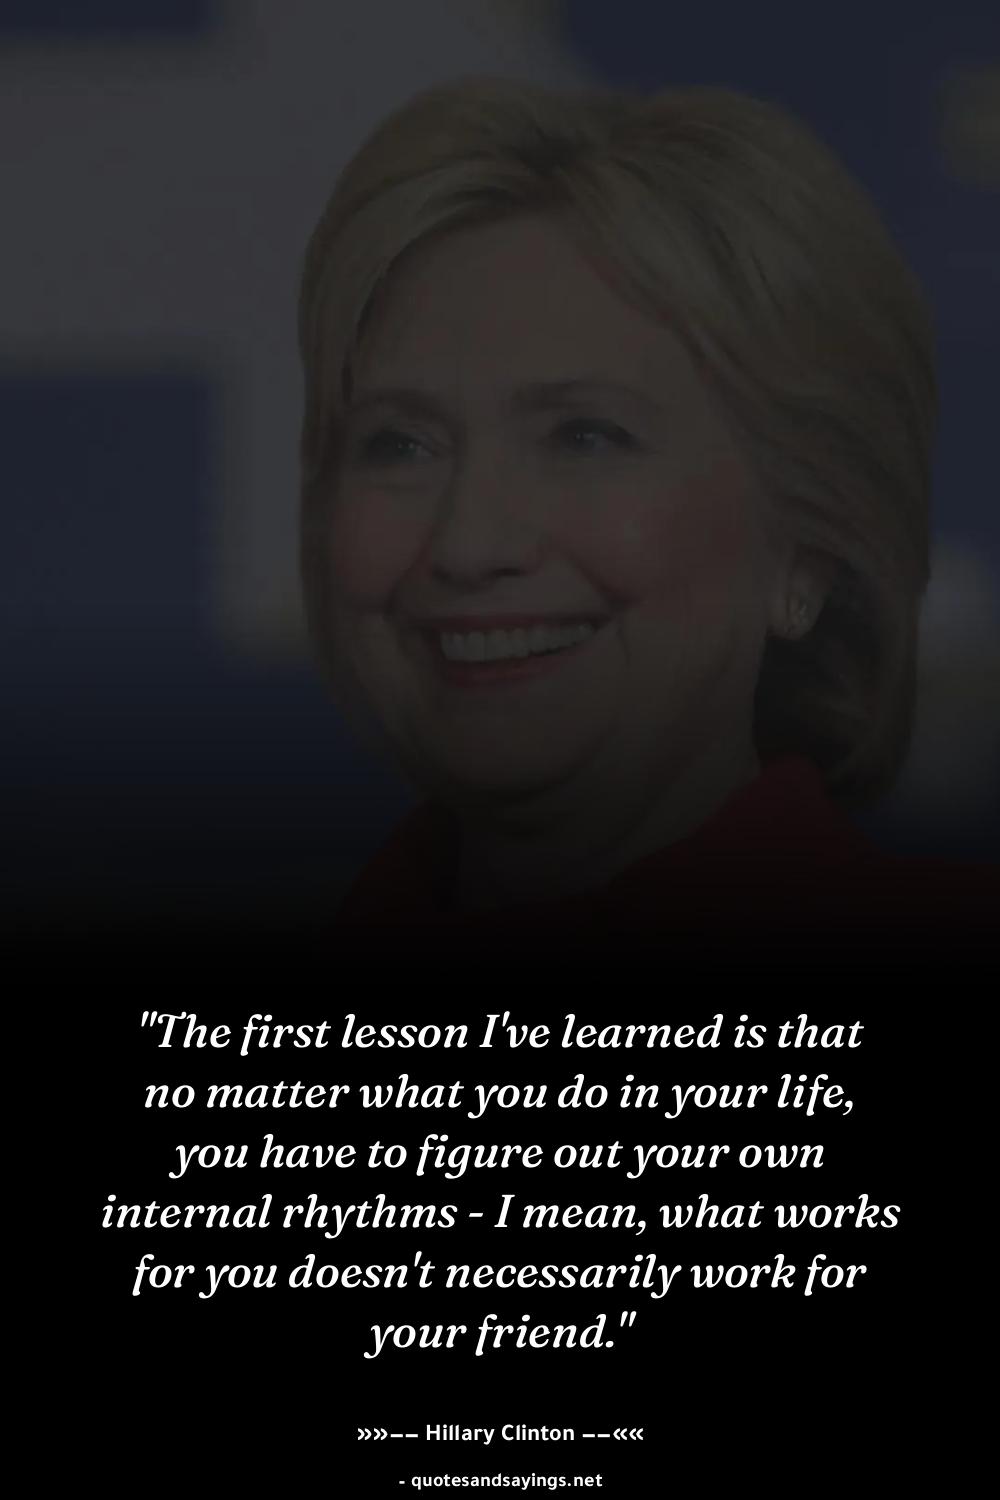 "The first lesson I've learned is that
no matter what you do in your life,
you have to figure out your own
internal rhythms - I mean, what works
for you doesn't necessarily work for
your friend."
»»–– Hillary Clinton ––««
- quotesandsayings.net